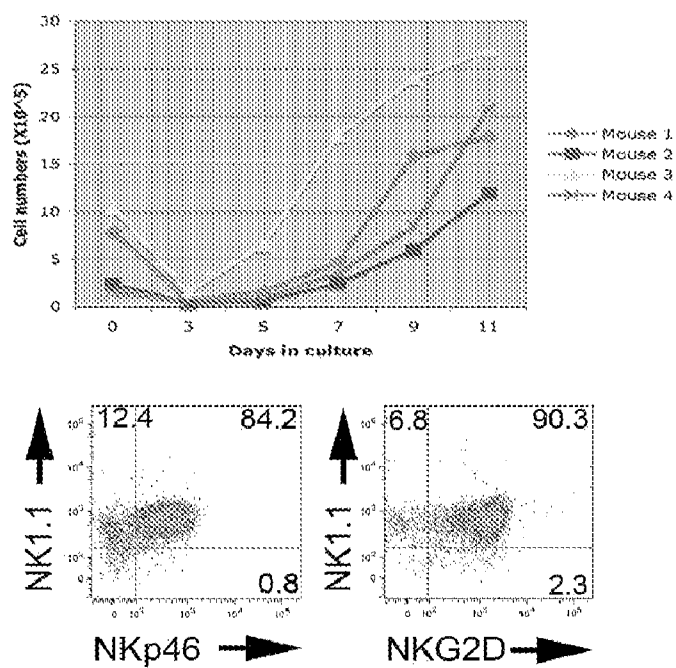 30
25
20
15
10
5
0
Cell numbers (X10^5)
0 3 5 7 9 11
Days in culture
Mouse 1
Mouse 2
Mouse 3
Mouse 4
12.4 84.2
0.8
NK1.1
NKp46
6.8 90.3
2.3
NK1.1
NKG2D